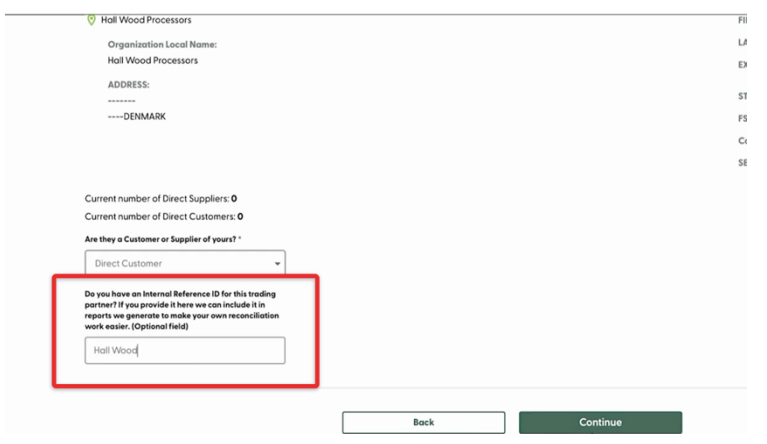 Hall Wood Processors
Organization Local Name:
Hall Wood Processors
ADDRESS:
-------
----DENMARK
Current number of Direct Suppliers: 0
Current number of Direct Customers: 0
Are they a Customer or Supplier of yours? *
Direct Customer
Do you have an Internal Reference ID for this trading
partner? If you provide it here we can include it in
reports we generate to make your own reconciliation
work easier. (Optional field)
Hall Wood
Back
Continue